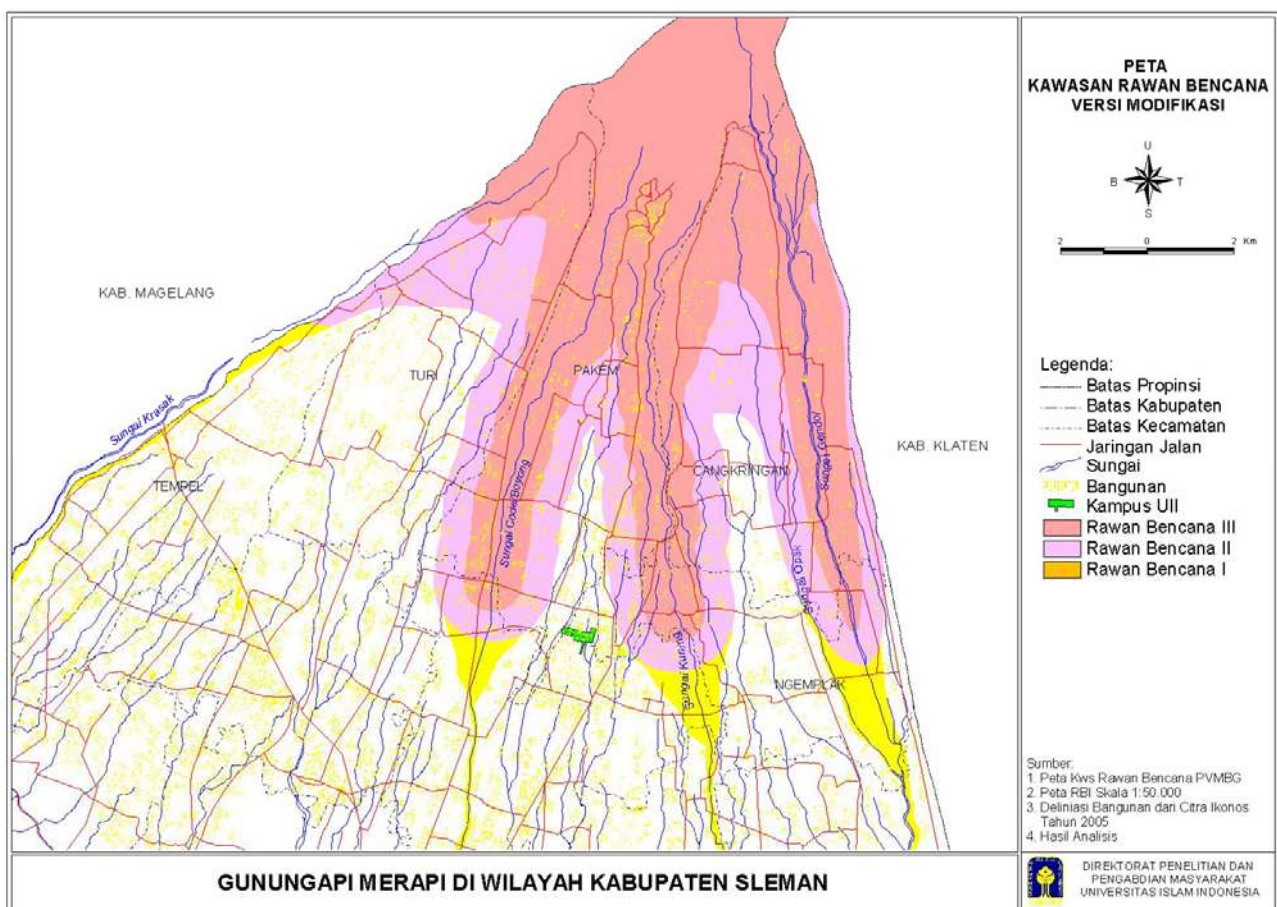 KAB. MAGELANG
TURI
PAKEM
KAB. KLATEN
Sungai Krasak
TEMPEL
CANGKRINGAN
Sungai Gendol
Sungai Opak
Sungai Kuning
NGEMPLAK
GUNUNGAPI MERAPI DI WILAYAH KABUPATEN SLEMAN
PETA
KAWASAN RAWAN BENCANA
VERSI MODIFIKASI
U
B T
S
2 0 2 Km
Legenda:
Batas Propinsi
Batas Kabupaten
Batas Kecamatan
Jaringan Jalan
Sungai
Bangunan
Kampus UII
Rawan Bencana III
Rawan Bencana II
Rawan Bencana I
Sumber:
1. Peta Kws Rawan Bencana PVMBG
2. Peta RBI Skala 1:50.000
3. Deliniasi Bangunan dari Citra Ikonos
Tahun 2005
4. Hasil Analisis
DIREKTORAT PENELITIAN DAN
PENGABDIAN MASYARAKAT
UNIVERSITAS ISLAM INDONESIA